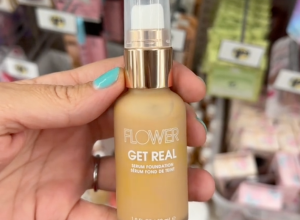 FLOWER
GET REAL
SERUM FOUNDATION
SÉRUM FOND DE TEINT